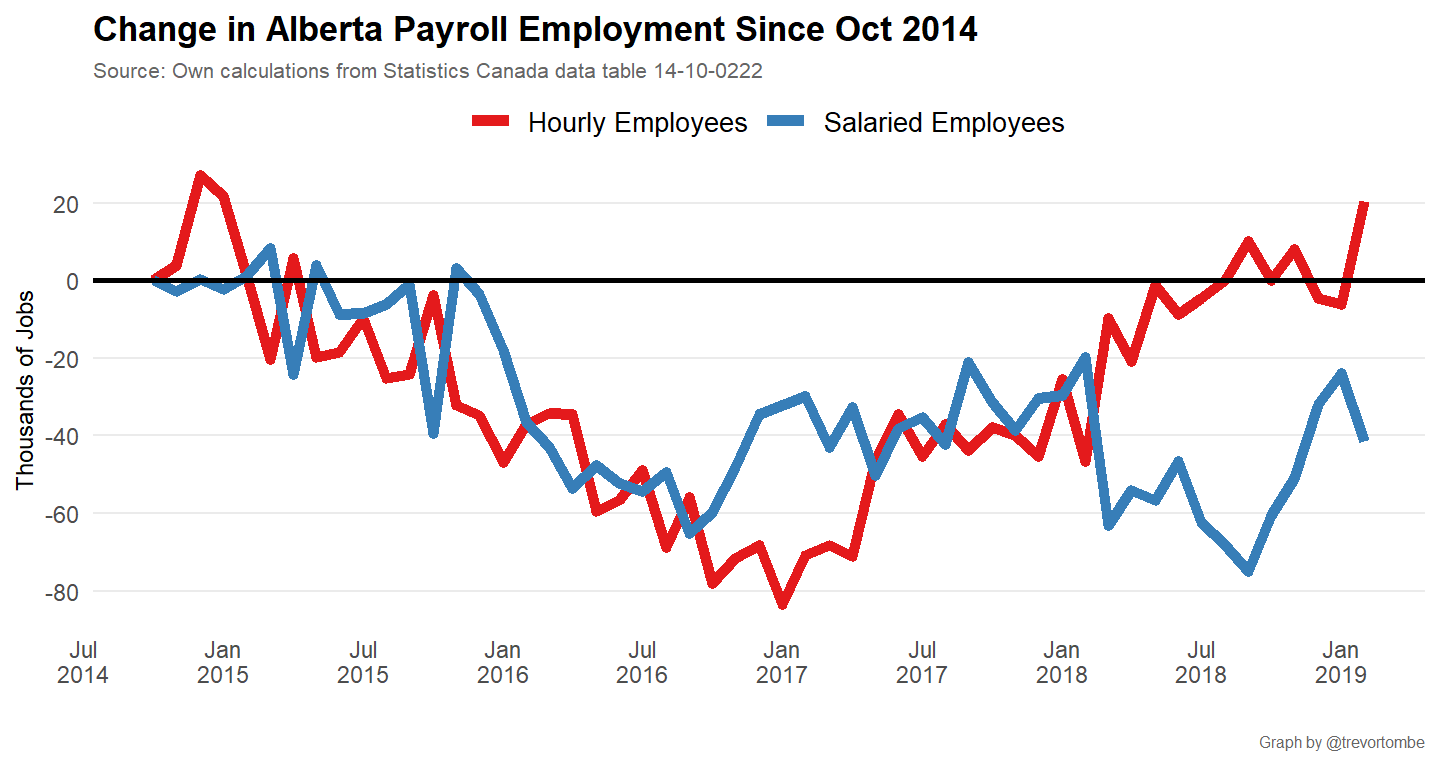 Change in Alberta Payroll Employment Since Oct 2014
Source: Own calculations from Statistics Canada data table 14-10-0222
Hourly Employees Salaried Employees
Thousands of Jobs
20
0
-20
-40
-60
-80
Jul Jan Jul Jan Jul Jan Jul Jan Jul Jan
2014 2015 2015 2016 2016 2017 2017 2018 2018 2019
Graph by @trevortombe